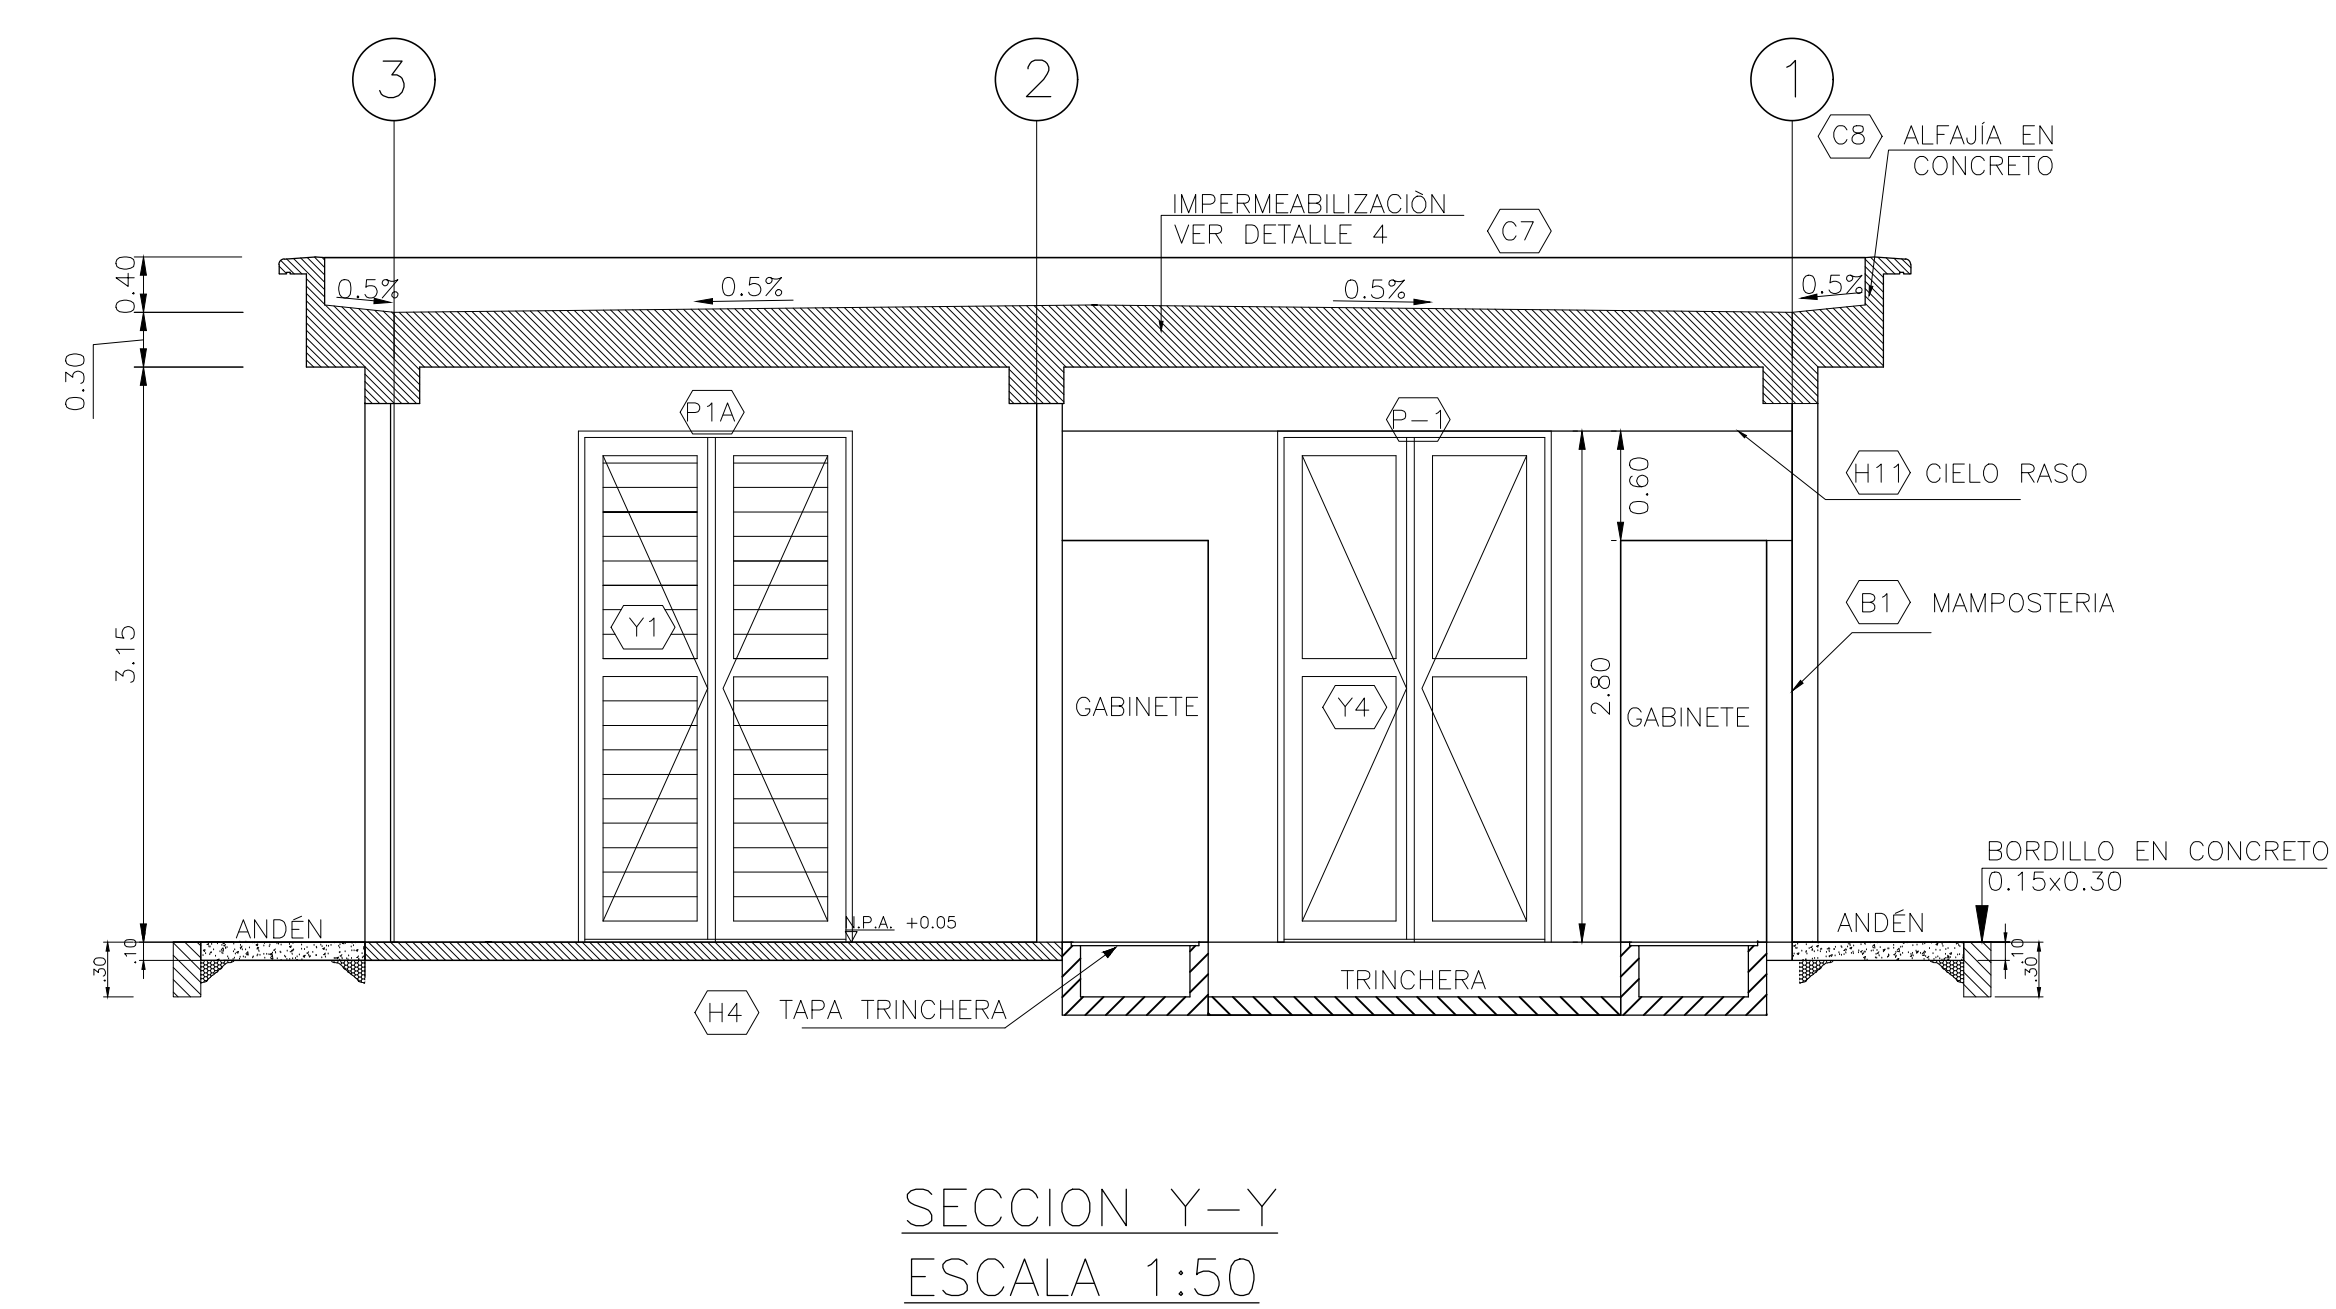 3
2
1
C8
ALFAJÍA EN
CONCRETO
IMPERMEABILIZACIÒN
VER DETALLE 4
C7
0.40
0.5%
0.5%
0.5%
0.5%
0.30
P1A
P-1
0.60
H11
CIELO RASO
B1
MAMPOSTERIA
Y1
3.15
2.80
GABINETE
Y4
GABINETE
BORDILLO EN CONCRETO
0.15x0.30
ANDÉN
N.P.A. +0.05
ANDÉN
.10
.30
.10
.30
TRINCHERA
H4
TAPA TRINCHERA
SECCION Y-Y
ESCALA 1:50